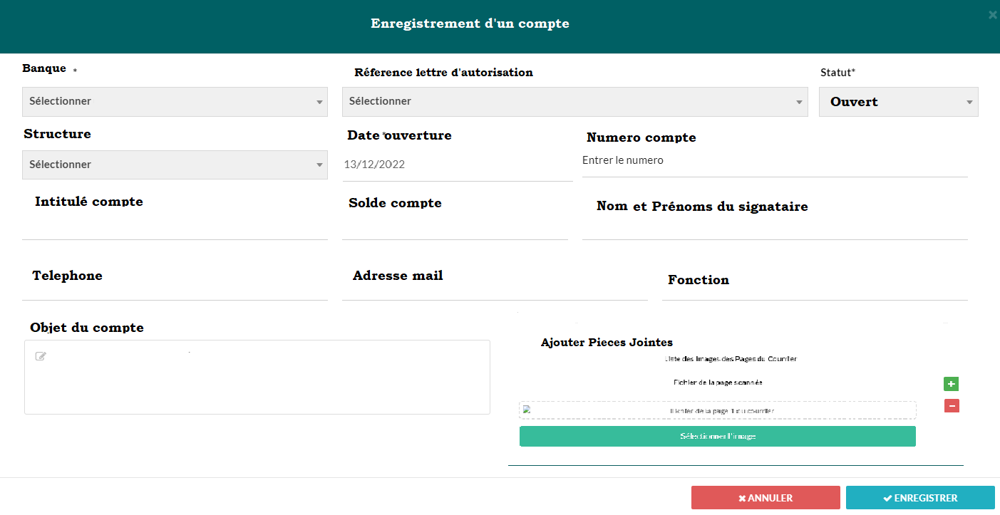 Enregistrement d'un compte
Banque *
Réference lettre d'autorisation
Statut*
Sélectionner
Sélectionner
Ouvert
Structure
Date *ouverture
Numero compte
Sélectionner
13/12/2022
Entrer le numero
Intitulé compte
Solde compte
Nom et Prénoms du signataire
Telephone
Adresse mail
Fonction
Objet du compte
Ajouter Pieces Jointes
Liste des Images des Pages du Courrier
Fichier de la page scannée
Fichier de la page 1 du courrier
Sélectionner l'image
ANNULER
ENREGISTRER